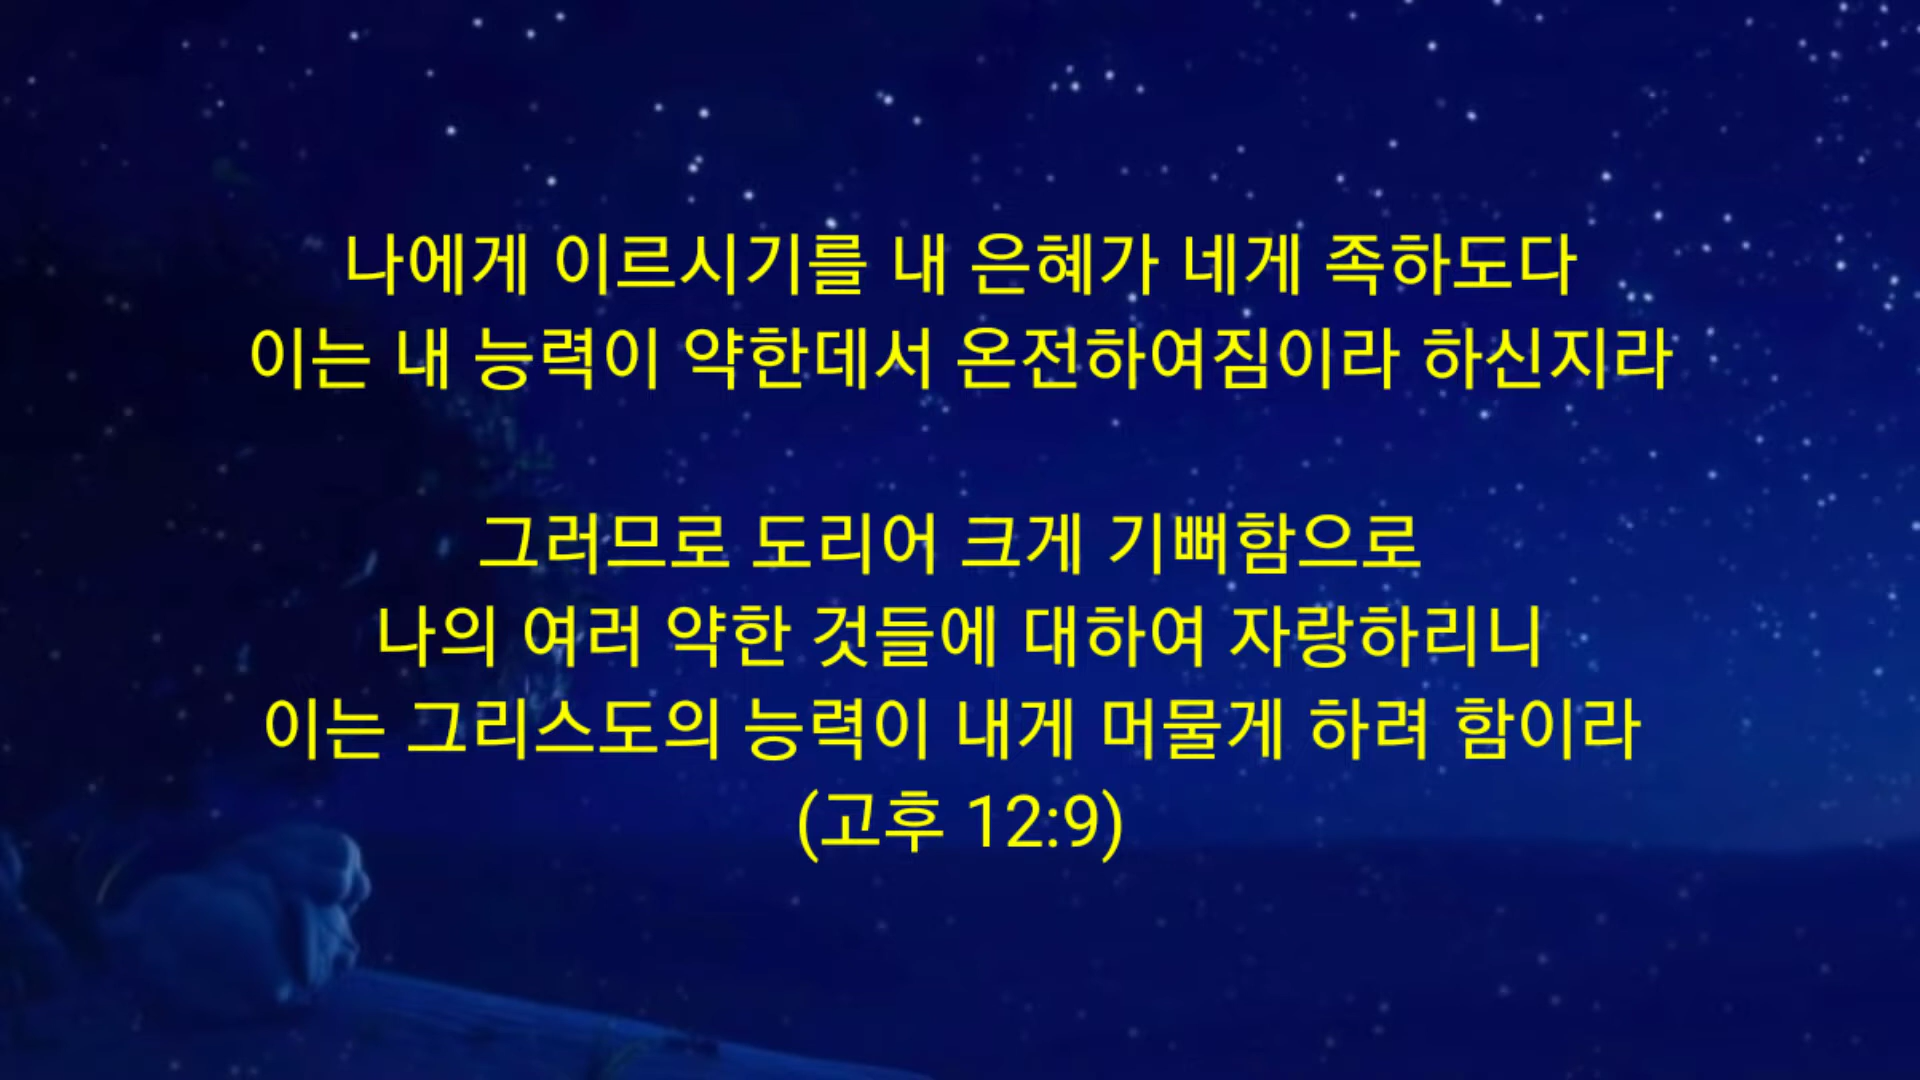 나에게 이르시기를 내 은혜가 네게 족하도다
이는 내 능력이 약한데서 온전하여짐이라 하신지라
그러므로 도리어 크게 기뻐함으로
나의 여러 약한 것들에 대하여 자랑하리니
이는 그리스도의 능력이 내게 머물게 하려 함이라
(고후 12:9)